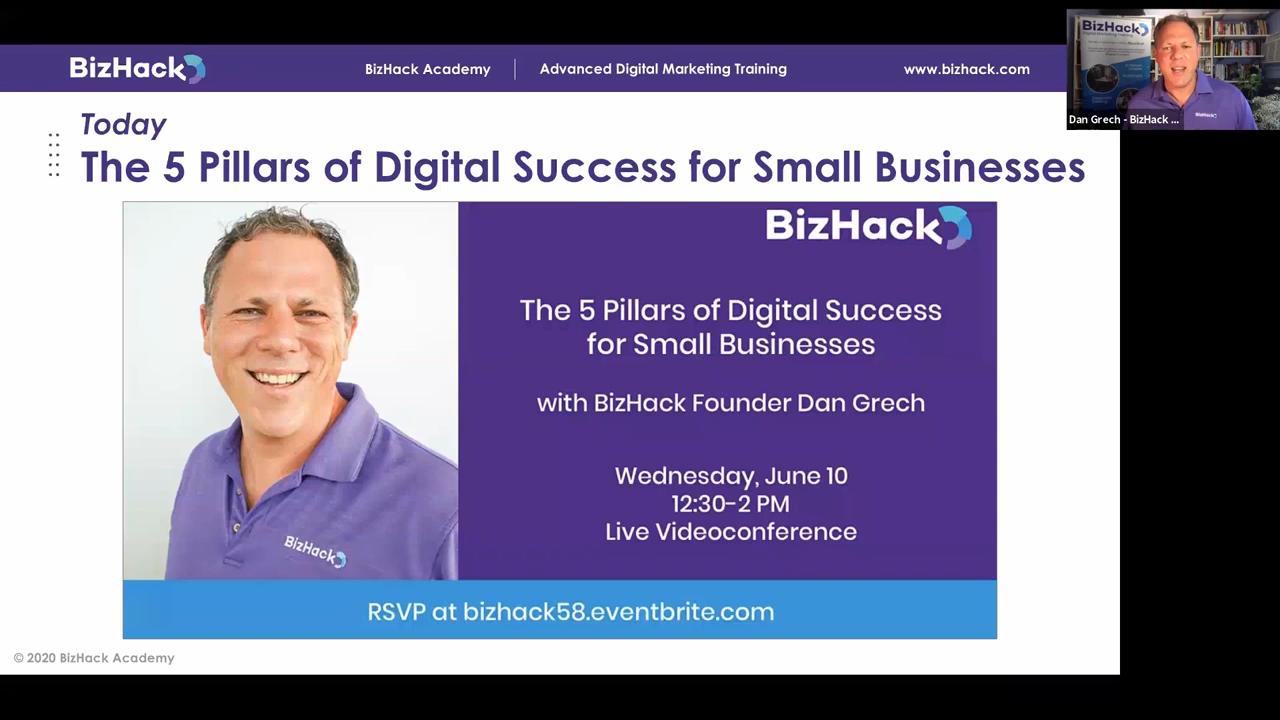 BizHack
BizHack Academy
Advanced Digital Marketing Training
www.bizhack.com
BizHack
Dan Grech - BizHack ...
BizHack
Today
The 5 Pillars of Digital Success for Small Businesses
BizHack
The 5 Pillars of Digital Success
for Small Businesses
with BizHack Founder Dan Grech
Wednesday, June 10
12:30-2 PM
Live Videoconference
BizHack
RSVP at bizhack58.eventbrite.com
© 2020 BizHack Academy